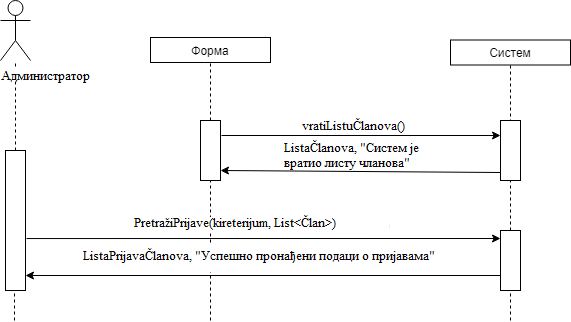 Форма
Систем
Администратор
vratiListuČlanova()
ListaČlanova, "Систем је
вратио листу чланова"
PretražiPrijave(kireterijum, List<Član>)
ListaPrijavaČlanova, "Успешно пронађени подаци о пријавама"